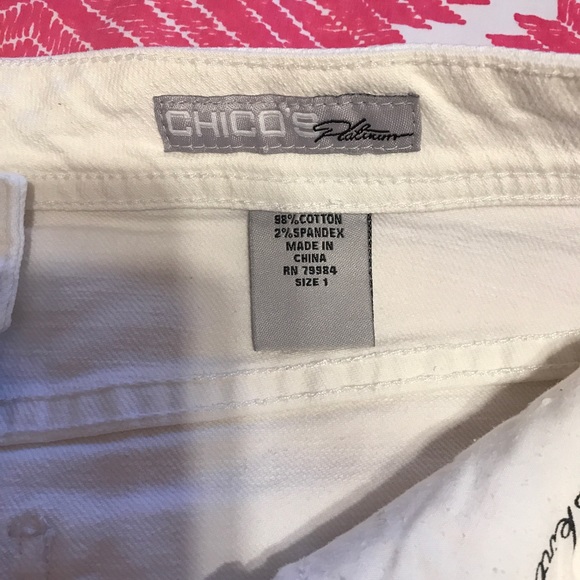 CHICO'S Platinum
98%COTTON
2%SPANDEX
MADE IN
CHINA
RN 79984
SIZE 1